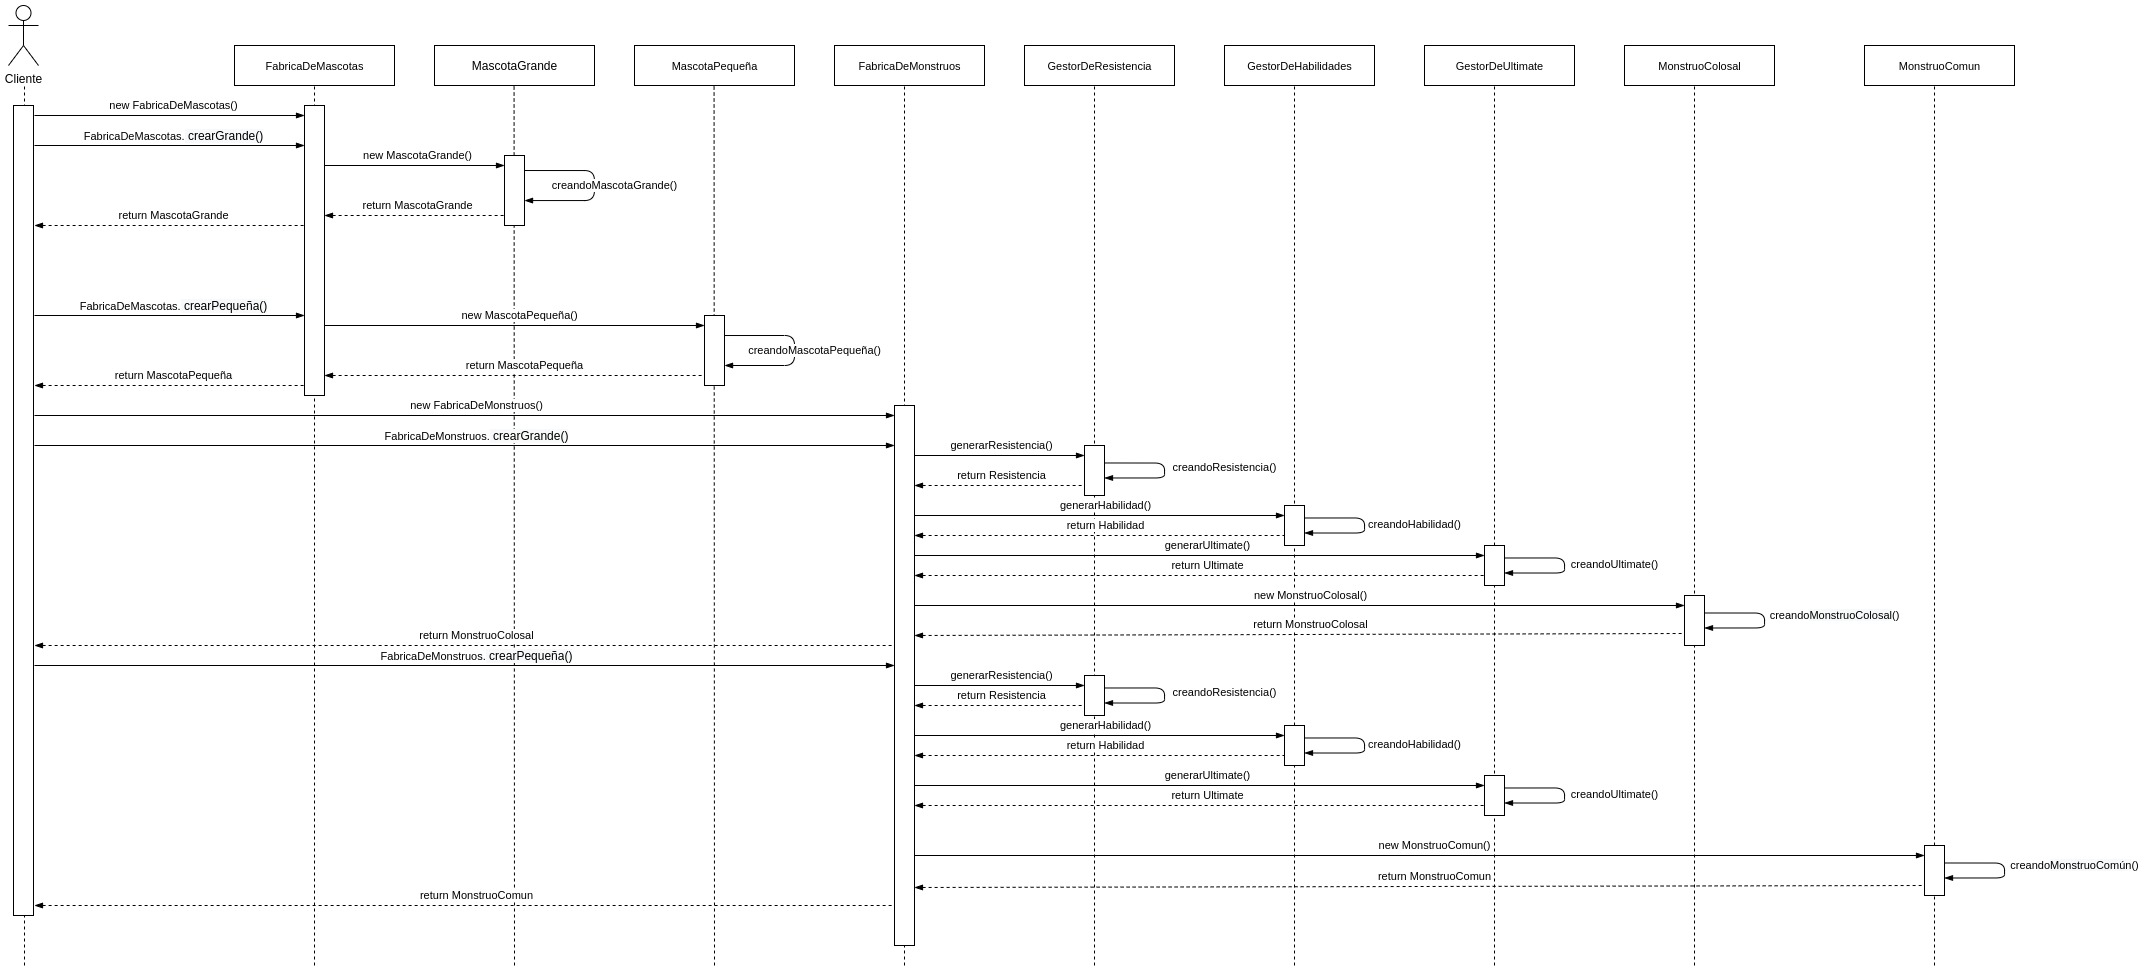 Cliente
FabricaDeMascotas
MascotaGrande
MascotaPequeña
FabricaDeMonstruos
GestorDeResistencia
GestorDeHabilidades
GestorDeUltimate
MonstruoColosal
MonstruoComun
new FabricaDeMascotas()
FabricaDeMascotas. crearGrande()
new MascotaGrande()
creandoMascotaGrande()
return MascotaGrande
return MascotaGrande
FabricaDeMascotas. crearPequeña()
new MascotaPequeña()
creandoMascotaPequeña()
return MascotaPequeña
return MascotaPequeña
new FabricaDeMonstruos()
FabricaDeMonstruos. crearGrande()
generarResistencia()
creandoResistencia()
return Resistencia
generarHabilidad()
creandoHabilidad()
return Habilidad
generarUltimate()
creandoUltimate()
return Ultimate
new MonstruoColosal()
creandoMonstruoColosal()
return MonstruoColosal
return MonstruoColosal
FabricaDeMonstruos. crearPequeña()
generarResistencia()
creandoResistencia()
return Resistencia
generarHabilidad()
creandoHabilidad()
return Habilidad
generarUltimate()
creandoUltimate()
return Ultimate
new MonstruoComun()
creandoMonstruoComún()
return MonstruoComun
return MonstruoComun